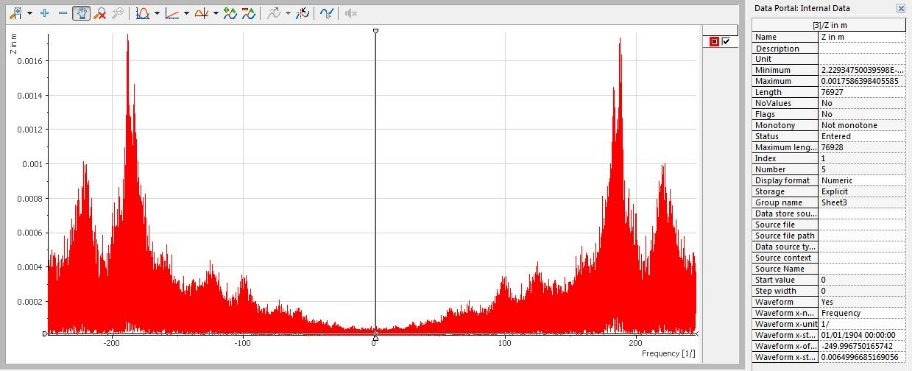 Data Portal: Internal Data
Z in m
0.0016
0.0014
0.0012
0.001
0.0008
0.0006
0.0004
0.0002
0
-200
-100
0
100
200
Frequency [1/]
[3]/Z in m
Name Z in m
Description
Unit
Minimum 2.22934750039598E-...
Maximum 0.0017586398405585
Length 76927
NoValues No
Flags No
Monotony Not monotone
Status Entered
Maximum leng... 76928
Index 1
Number 5
Display format Numeric
Storage Explicit
Group name Sheet3
Data store sou...
Source file
Source file path
Data source ty...
Source context
Source Name
Start value 0
Step width 0
Waveform Yes
Waveform x-n... Frequency
Waveform x-unit 1/
Waveform x-st... 01/01/1904 00:00:00
Waveform x-of... -249.996750165742
Waveform x-st... 0.0064996685169056